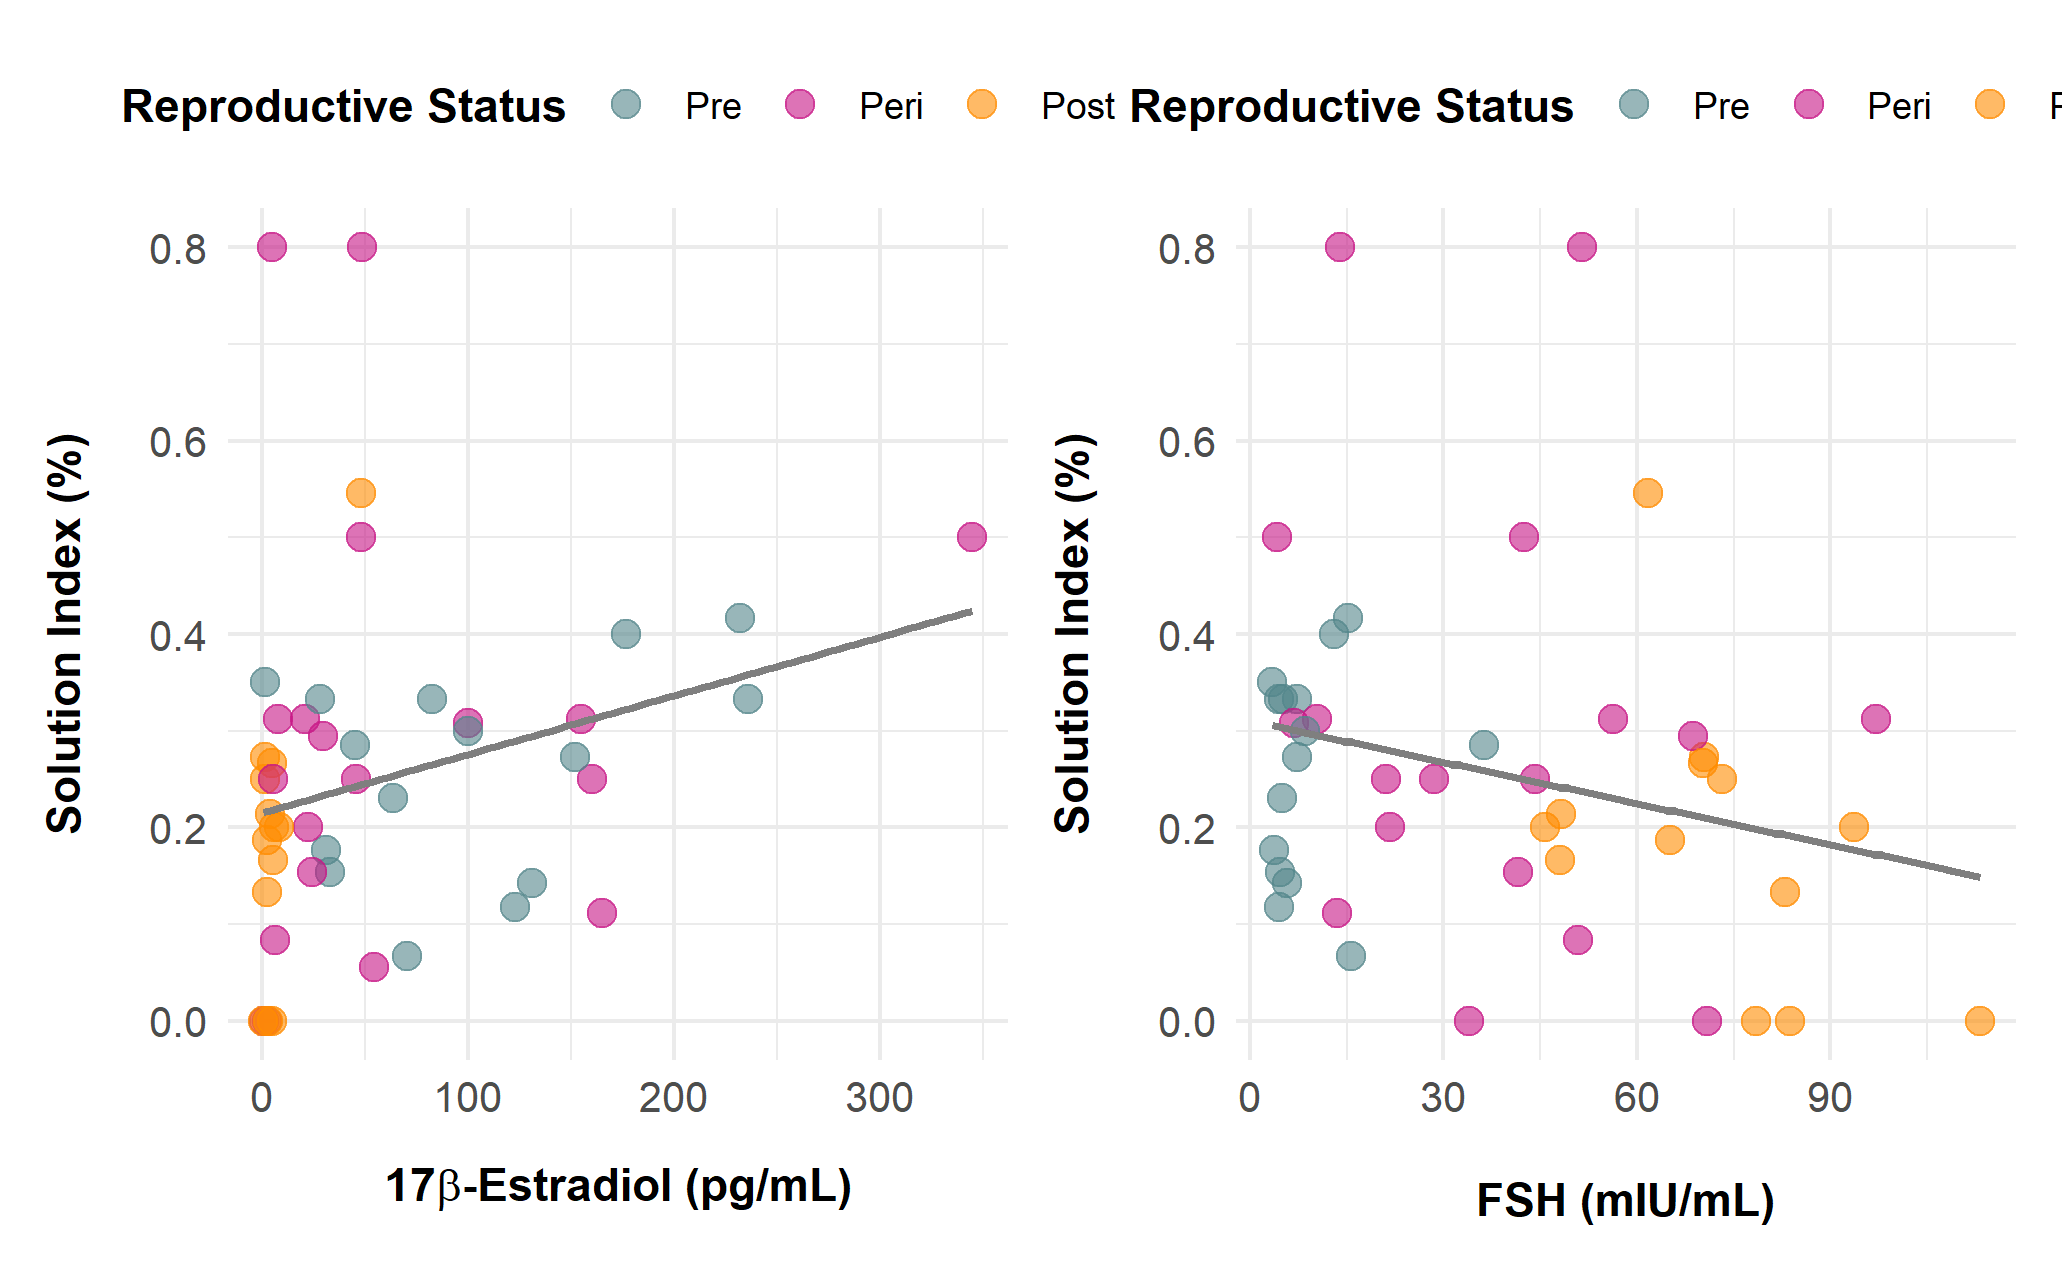 Reproductive Status Pre Peri Post Reproductive Status Pre Peri
0.8
0.6
0.4
0.2
0.0
Solution Index (%)
0 100 200 300
17β-Estradiol (pg/mL)
0.8
0.6
0.4
0.2
0.0
Solution Index (%)
0 30 60 90
FSH (mIU/mL)